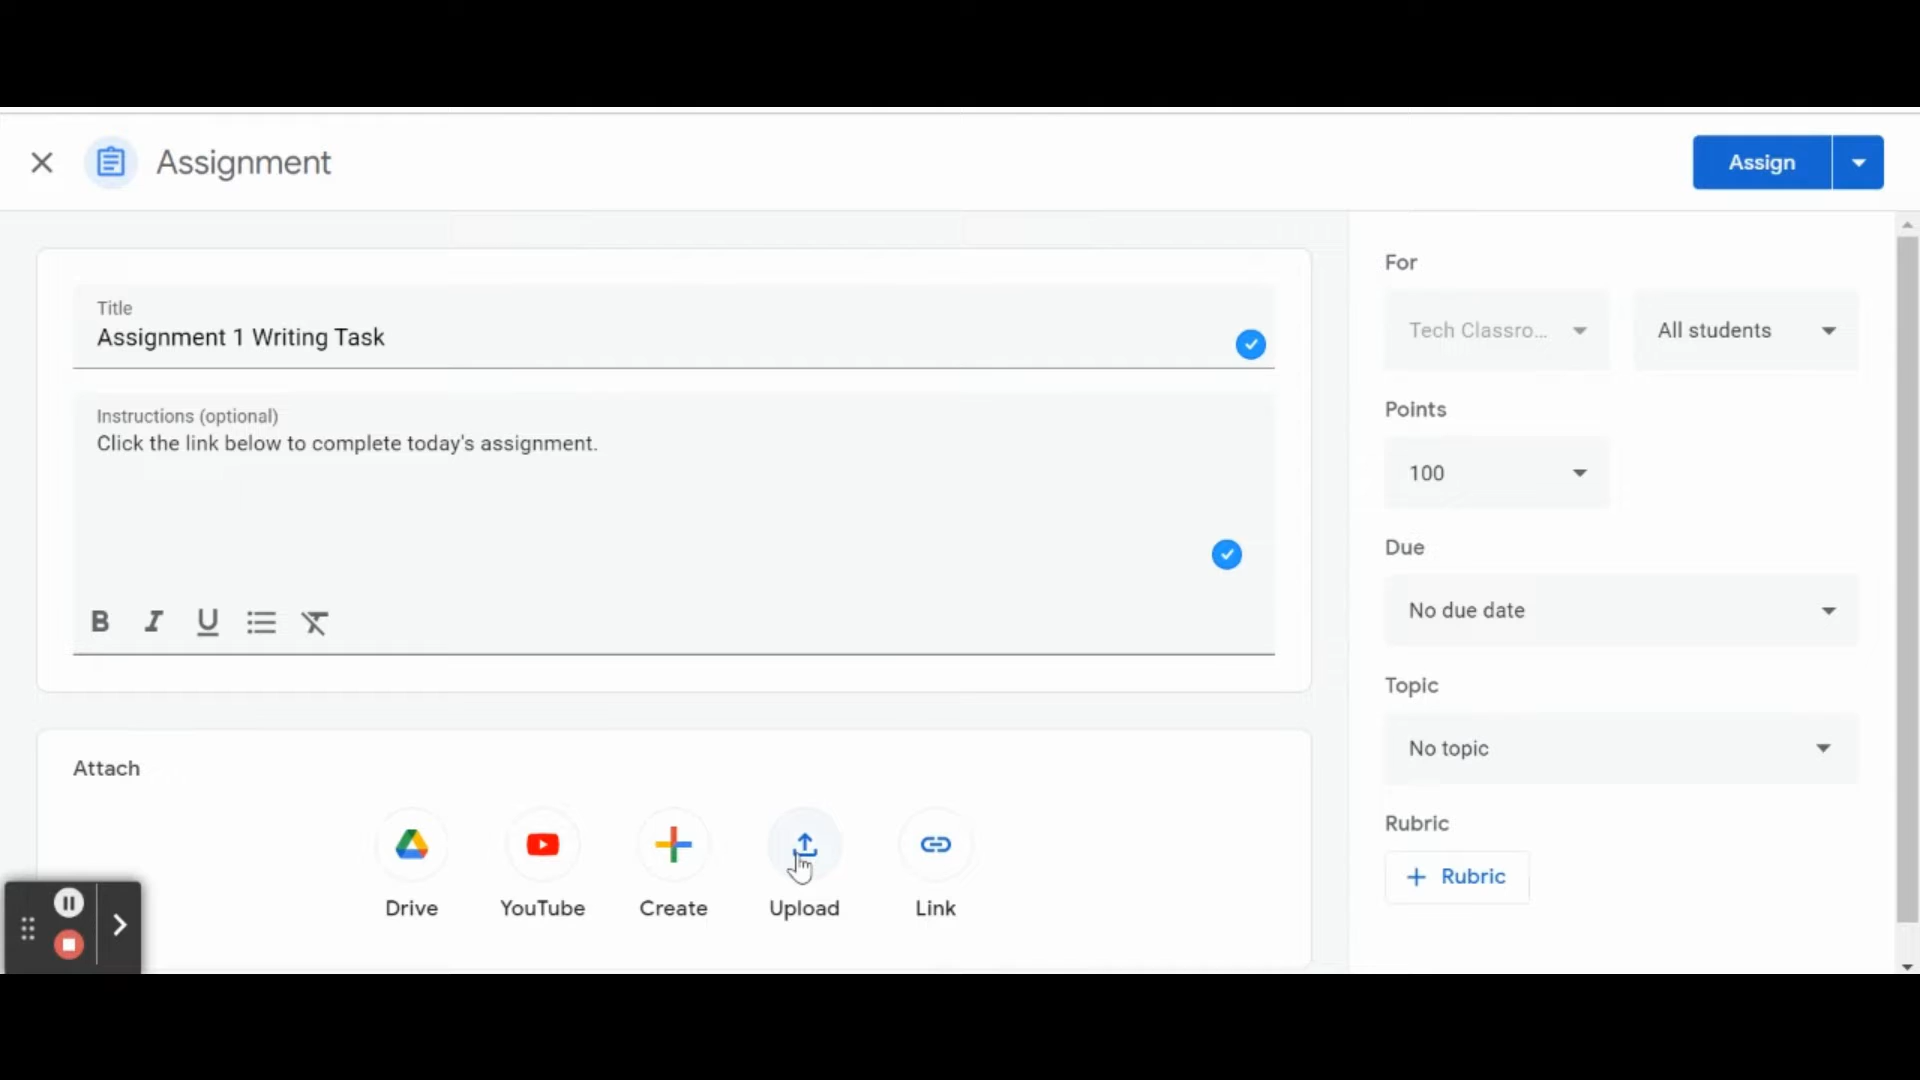 Assignment
Assign
Title
Assignment 1 Writing Task
Instructions (optional)
Click the link below to complete today's assignment.
B I U
Attach
Drive YouTube Create Upload Link
For
Tech Classro... All students
Points
100
Due
No due date
Topic
No topic
Rubric
+ Rubric